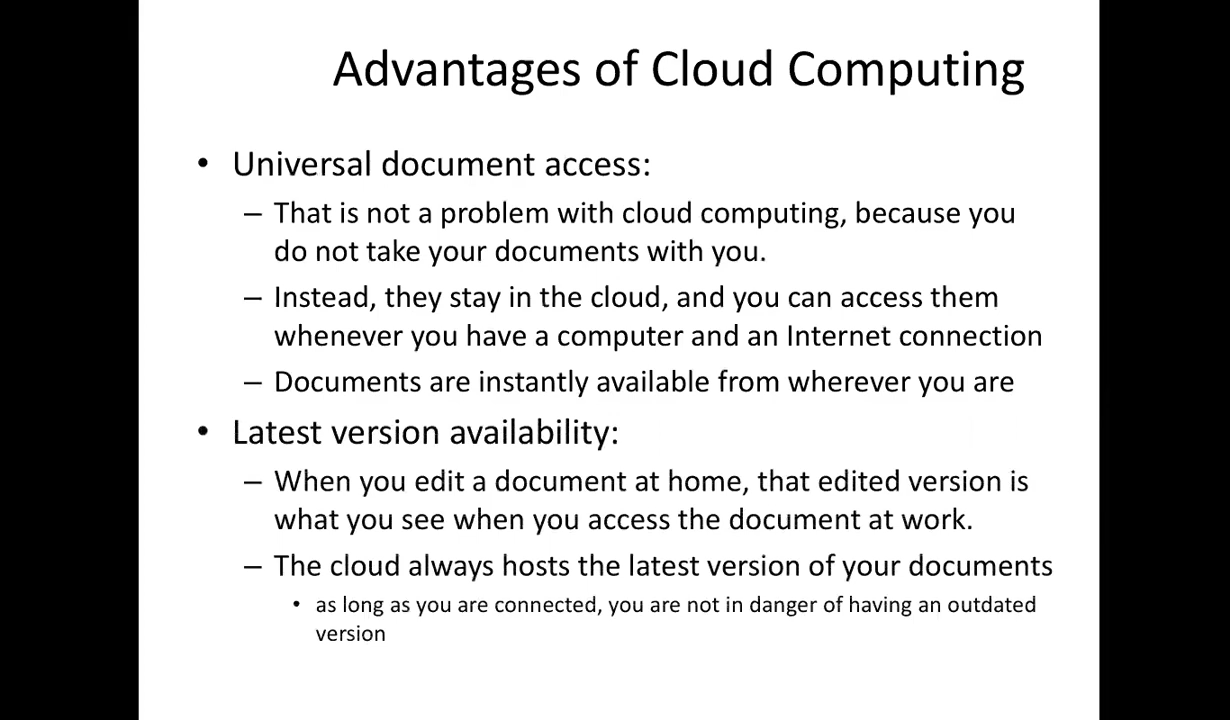 Advantages of Cloud Computing
• Universal document access:
– That is not a problem with cloud computing, because you
do not take your documents with you.
– Instead, they stay in the cloud, and you can access them
whenever you have a computer and an Internet connection
– Documents are instantly available from wherever you are
• Latest version availability:
– When you edit a document at home, that edited version is
what you see when you access the document at work.
– The cloud always hosts the latest version of your documents
• as long as you are connected, you are not in danger of having an outdated
version